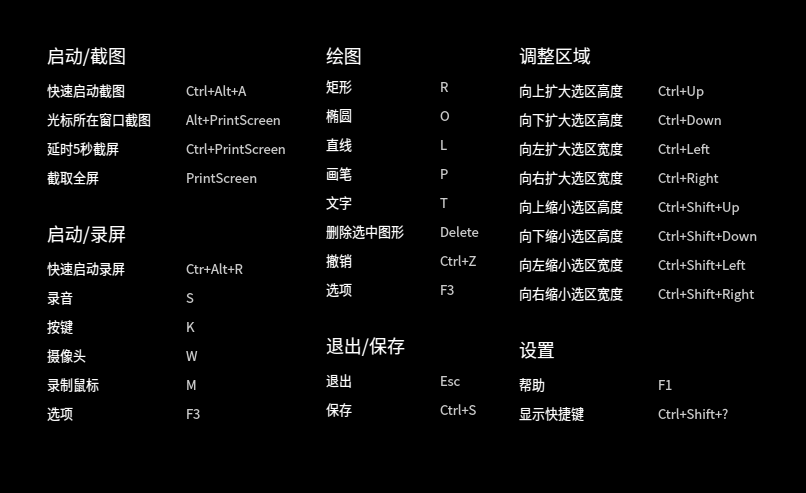 启动/截图
快速启动截图 Ctrl+Alt+A
光标所在窗口截图 Alt+PrintScreen
延时5秒截屏 Ctrl+PrintScreen
截取全屏 PrintScreen
启动/录屏
快速启动录屏 Ctr+Alt+R
录音 S
按键 K
摄像头 W
录制鼠标 M
选项 F3
绘图
矩形 R
椭圆 O
直线 L
画笔 P
文字 T
删除选中图形 Delete
撤销 Ctrl+Z
选项 F3
退出/保存
退出 Esc
保存 Ctrl+S
调整区域
向上扩大选区高度 Ctrl+Up
向下扩大选区高度 Ctrl+Down
向左扩大选区宽度 Ctrl+Left
向右扩大选区宽度 Ctrl+Right
向上缩小选区高度 Ctrl+Shift+Up
向下缩小选区高度 Ctrl+Shift+Down
向左缩小选区宽度 Ctrl+Shift+Left
向右缩小选区宽度 Ctrl+Shift+Right
设置
帮助 F1
显示快捷键 Ctrl+Shift+?